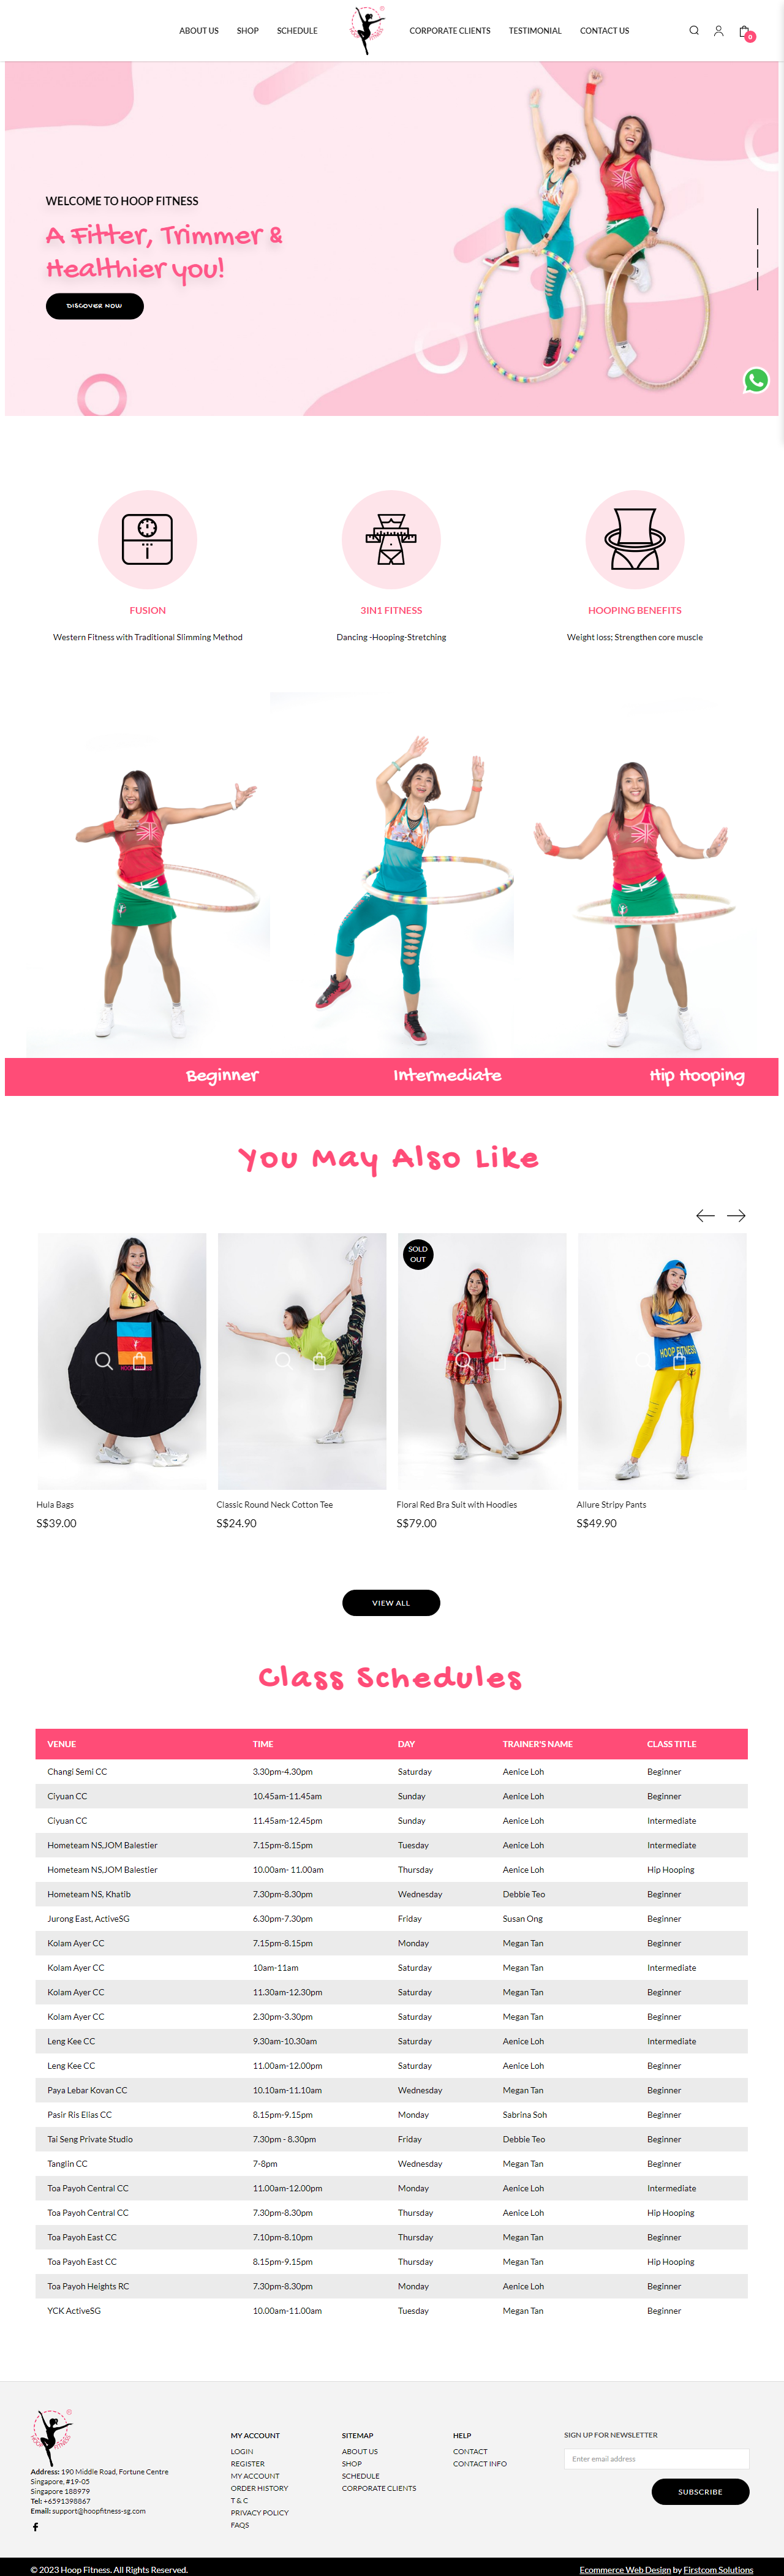 ABOUT US SHOP SCHEDULE CORPORATE CLIENTS TESTIMONIAL CONTACT US
0
WELCOME TO HOOP FITNESS
A Fitter, Trimmer &
Healthier you!
DISCOVER NOW
FUSION
Western Fitness with Traditional Slimming Method
3IN1 FITNESS
Dancing -Hooping-Stretching
HOOPING BENEFITS
Weight loss; Strengthen core muscle
Beginner
Intermediate
Hip Hooping
You May Also Like
SOLD
OUT
HOOP FITNESS
Hula Bags
S$39.00
Classic Round Neck Cotton Tee
S$24.90
Floral Red Bra Suit with Hoodies
S$79.00
Allure Stripy Pants
S$49.90
VIEW ALL
Class Schedules
VENUE TIME DAY TRAINER'S NAME CLASS TITLE
Changi Semi CC 3.30pm-4.30pm Saturday Aenice Loh Beginner
Ciyuan CC 10.45am-11.45am Sunday Aenice Loh Beginner
Ciyuan CC 11.45am-12.45pm Sunday Aenice Loh Intermediate
Hometeam NS,JOM Balestier 7.15pm-8.15pm Tuesday Aenice Loh Intermediate
Hometeam NS,JOM Balestier 10.00am- 11.00am Thursday Aenice Loh Hip Hooping
Hometeam NS, Khatib 7.30pm-8.30pm Wednesday Debbie Teo Beginner
Jurong East, ActiveSG 6.30pm-7.30pm Friday Susan Ong Beginner
Kolam Ayer CC 7.15pm-8.15pm Monday Megan Tan Beginner
Kolam Ayer CC 10am-11am Saturday Megan Tan Intermediate
Kolam Ayer CC 11.30am-12.30pm Saturday Megan Tan Beginner
Kolam Ayer CC 2.30pm-3.30pm Saturday Megan Tan Beginner
Leng Kee CC 9.30am-10.30am Saturday Aenice Loh Intermediate
Leng Kee CC 11.00am-12.00pm Saturday Aenice Loh Beginner
Paya Lebar Kovan CC 10.10am-11.10am Wednesday Megan Tan Beginner
Pasir Ris Elias CC 8.15pm-9.15pm Monday Sabrina Soh Beginner
Tai Seng Private Studio 7.30pm - 8.30pm Friday Debbie Teo Beginner
Tanglin CC 7-8pm Wednesday Megan Tan Beginner
Toa Payoh Central CC 11.00am-12.00pm Monday Aenice Loh Intermediate
Toa Payoh Central CC 7.30pm-8.30pm Thursday Aenice Loh Hip Hooping
Toa Payoh East CC 7.10pm-8.10pm Thursday Megan Tan Beginner
Toa Payoh East CC 8.15pm-9.15pm Thursday Megan Tan Hip Hooping
Toa Payoh Heights RC 7.30pm-8.30pm Monday Aenice Loh Beginner
YCK ActiveSG 10.00am-11.00am Tuesday Megan Tan Beginner
Address: 190 Middle Road, Fortune Centre
Singapore, #19-05
Singapore 188979
Tel: +6591398867
Email: support@hoopfitness-sg.com
MY ACCOUNT
LOGIN
REGISTER
MY ACCOUNT
ORDER HISTORY
T & C
PRIVACY POLICY
FAQS
SITEMAP
ABOUT US
SHOP
SCHEDULE
CORPORATE CLIENTS
HELP
CONTACT
CONTACT INFO
SIGN UP FOR NEWSLETTER
Enter email address
SUBSCRIBE
© 2023 Hoop Fitness. All Rights Reserved.
Ecommerce Web Design by Firstcom Solutions